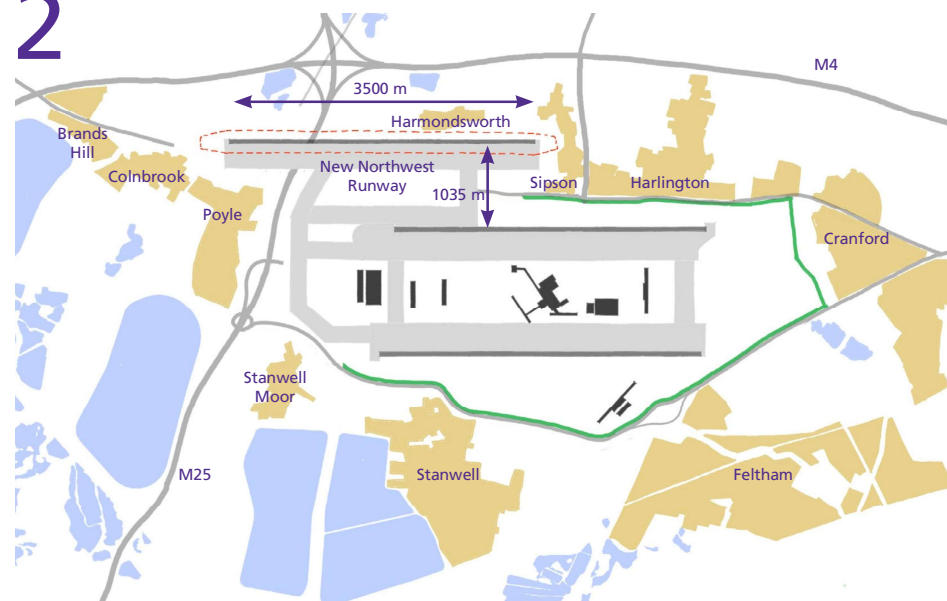 2
M4
3500 m
Harmondsworth
Brands
Hill
Colnbrook
New Northwest
Runway
1035 m
Sipson
Harlington
Poyle
Cranford
Stanwell
Moor
M25
Stanwell
Feltham